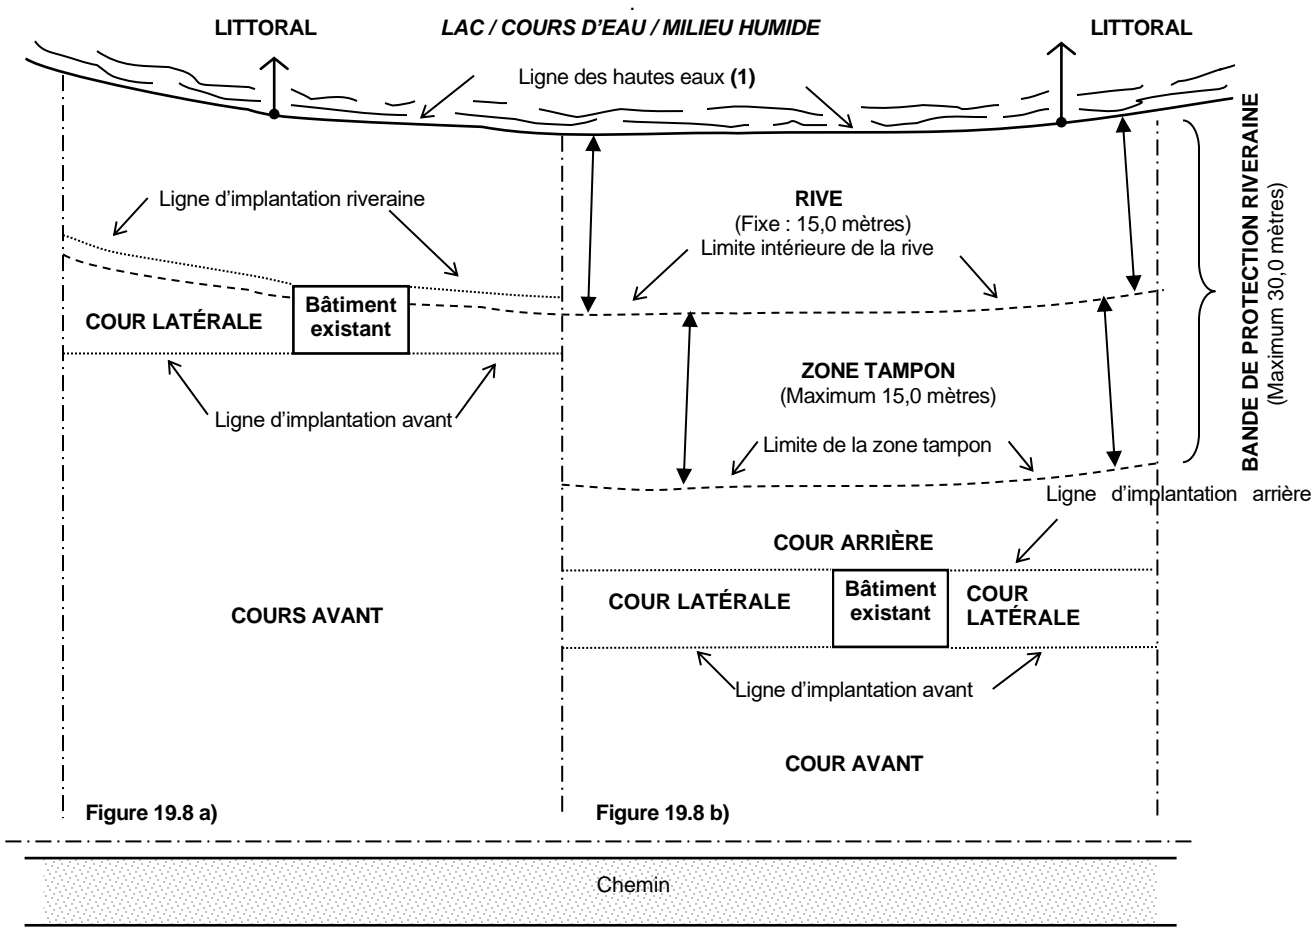 LITTORAL
LAC / COURS D'EAU / MILIEU HUMIDE
LITTORAL
Ligne des hautes eaux (1)
BANDE DE PROTECTION RIVERAINE
(Maximum 30,0 mètres)
Ligne d'implantation riveraine
RIVE
(Fixe : 15,0 mètres)
Limite intérieure de la rive
COUR LATÉRALE
Bâtiment
existant
Ligne d'implantation avant
ZONE TAMPON
(Maximum 15,0 mètres)
Limite de la zone tampon
Ligne d'implantation arrière
COUR ARRIÈRE
COURS AVANT
COUR LATÉRALE
Bâtiment
existant
COUR
LATÉRALE
Ligne d'implantation avant
COUR AVANT
Figure 19.8 a)
Figure 19.8 b)
Chemin